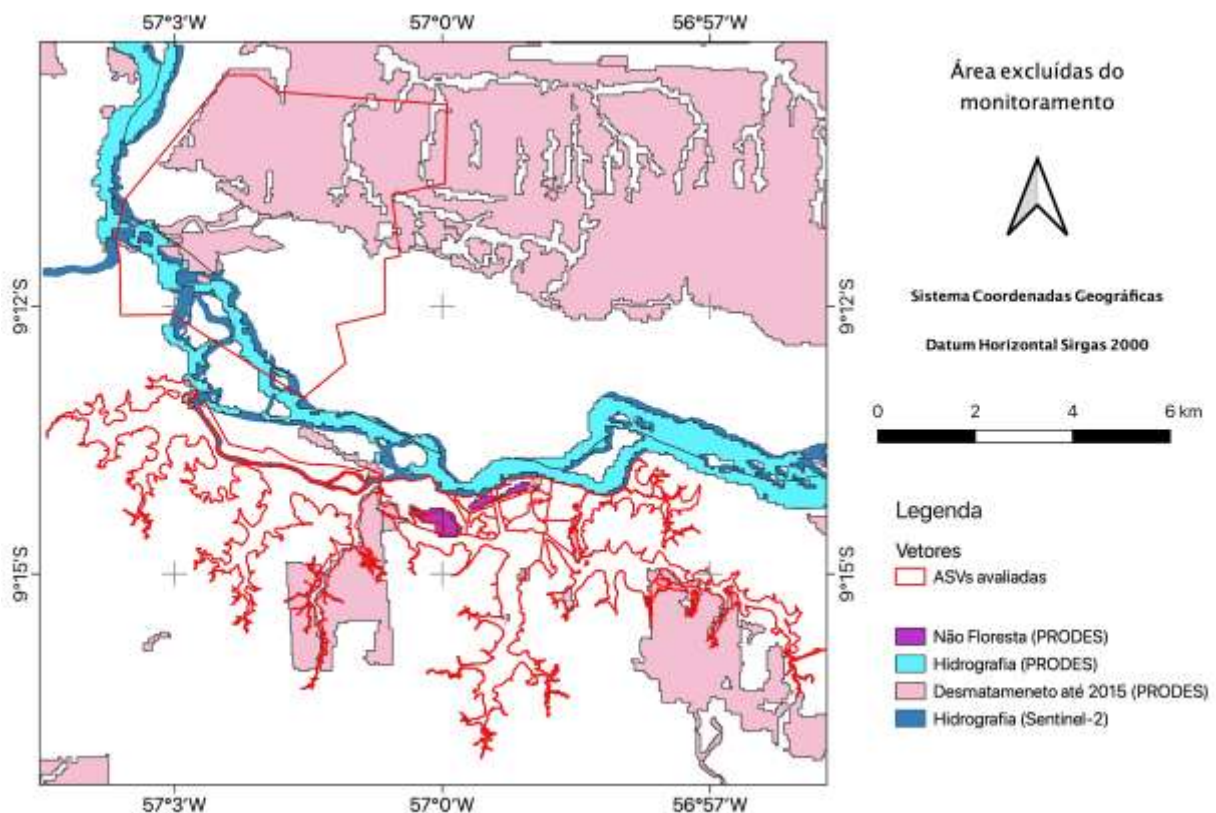 57°3'W 57°0'W 56°57'W
9°12'S
9°12'S
9°15'S
9°15'S
57°3'W 57°0'W 56°57'W
Área excluídas do
monitoramento
Sistema Coordenadas Geográficas
Datum Horizontal Sirgas 2000
0 2 4 6 km
Legenda
Vetores
ASVs avaliadas
Não Floresta (PRODES)
Hidrografia (PRODES)
Desmatameneto até 2015 (PRODES)
Hidrografia (Sentinel-2)